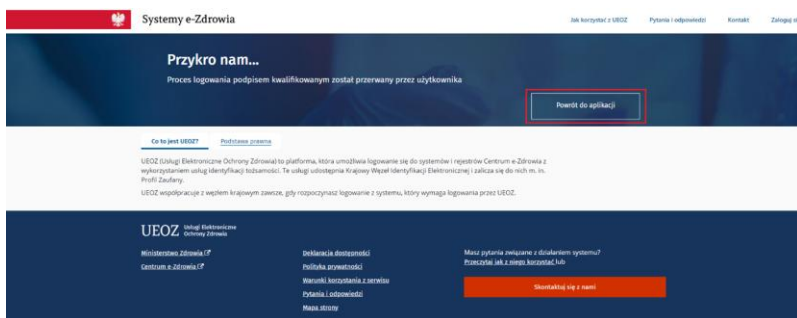 Systemy e-Zdrowia
Jak korzystać z UEOZ Pytania i odpowiedzi Kontakt Zaloguj si
Przykro nam...
Proces logowania podpisem kwalifikowanym został przerwany przez użytkownika
Powrót do aplikacji
Co to jest UEOZ? Podstawa prawna
UEOZ (Usługi Elektroniczne Ochrony Zdrowia) to platforma, która umożliwia logowanie się do systemów i rejestrów Centrum e-Zdrowia z
wykorzystaniem usług identyfikacji tożsamości. Te usługi udostępnia Krajowy Węzeł Identyfikacji Elektronicznej i zalicza się do nich m. in.
Profil Zaufany.
UEOZ współpracuje z węzłem krajowym zawsze, gdy rozpoczynasz logowanie z systemu, który wymaga logowania przez UEOZ.
UEOZ Usługi Elektroniczne
Ochrony Zdrowia
Ministerstwo Zdrowia Deklaracja dostępności Masz pytania związane z działaniem systemu?
Centrum e-Zdrowia Polityka prywatności Przeczytaj jak z niego korzystać lub
Warunki korzystania z serwisu Skontaktuj się z nami
Pytania i odpowiedzi
Mapa strony